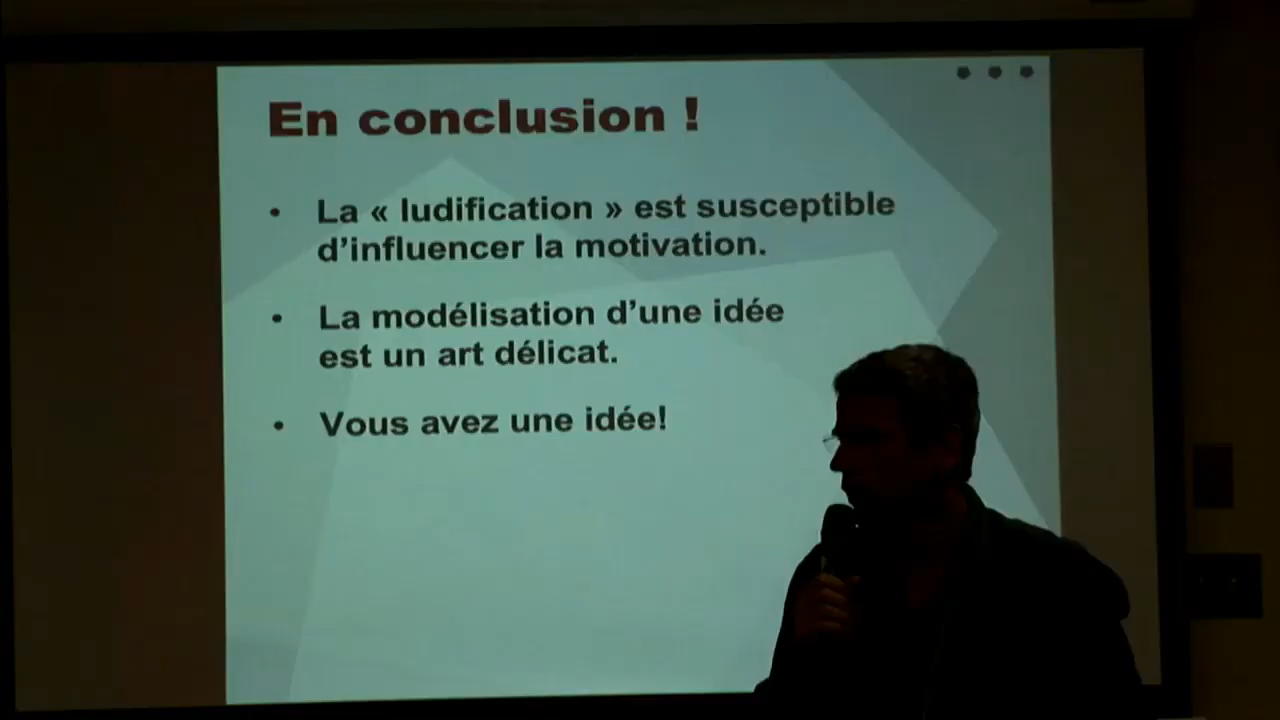 En conclusion !
• La « ludification » est susceptible
d’influencer la motivation.
• La modélisation d’une idée
est un art délicat.
• Vous avez une idée!